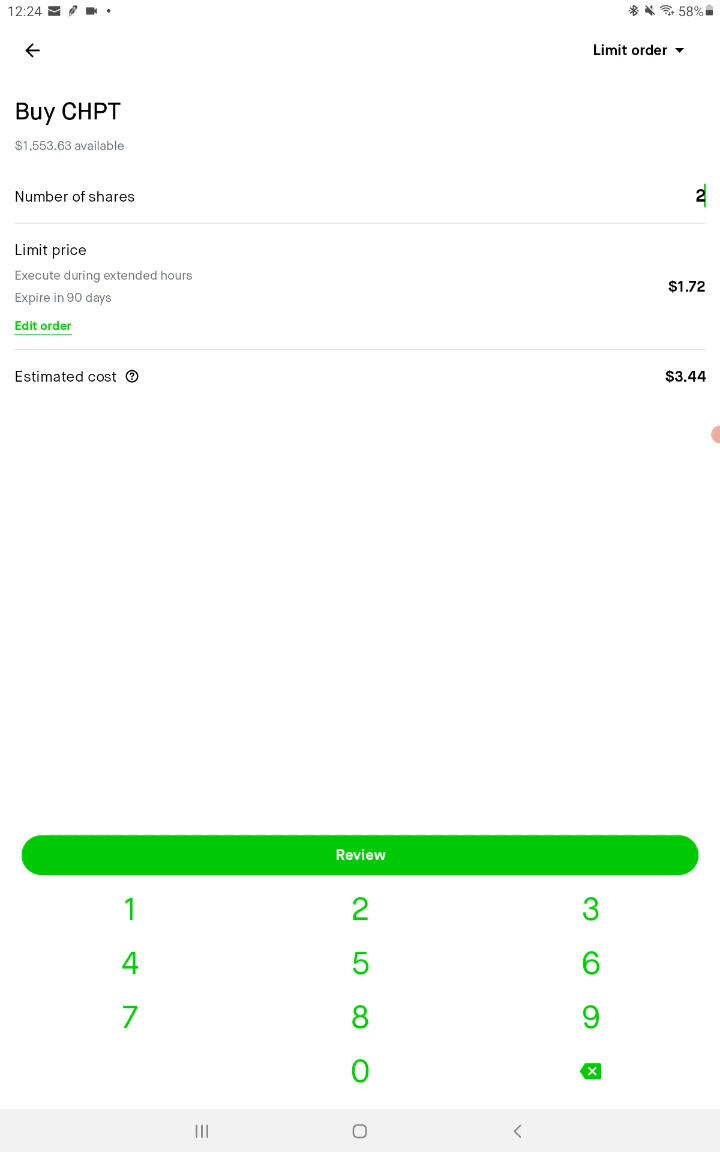 12:24 58%
Limit order
Buy CHPT
$1,553.63 available
Number of shares 2
Limit price
Execute during extended hours
$1.72
Expire in 90 days
Edit order
Estimated cost $3.44
Review
1 2 3
4 5 6
7 8 9
0